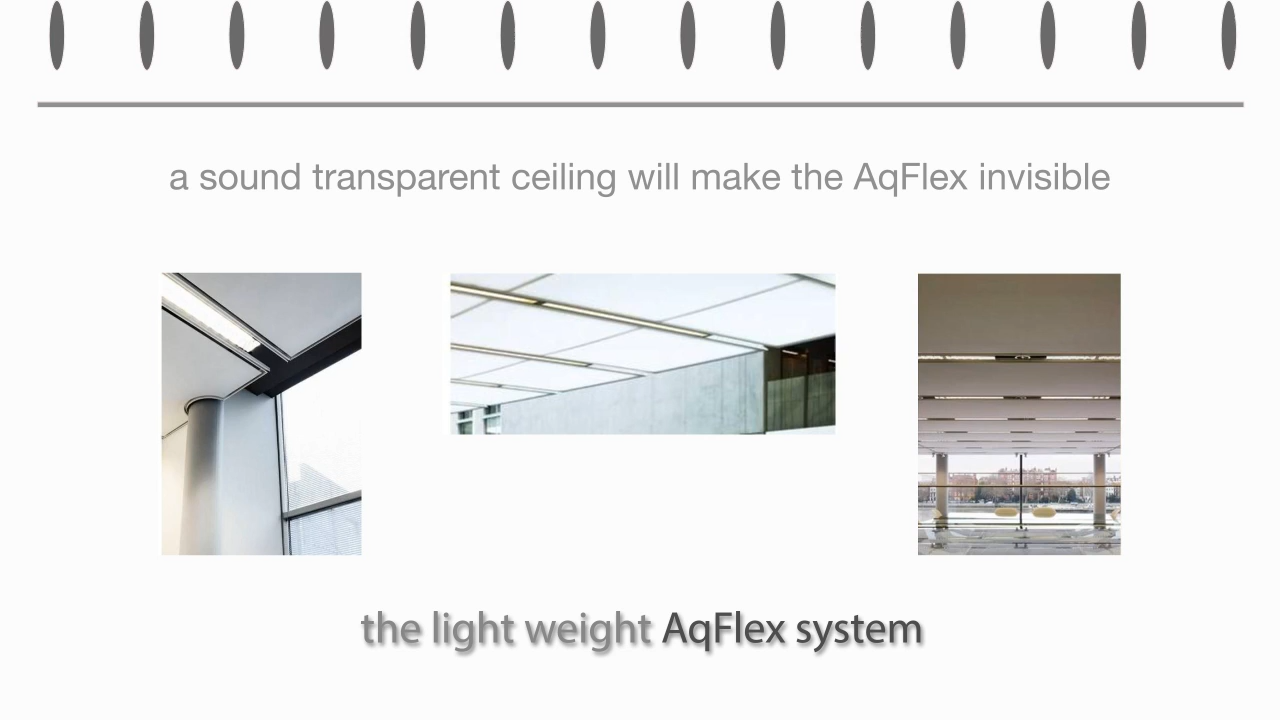 a sound transparent ceiling will make the AqFlex invisible
the light weight AqFlex system